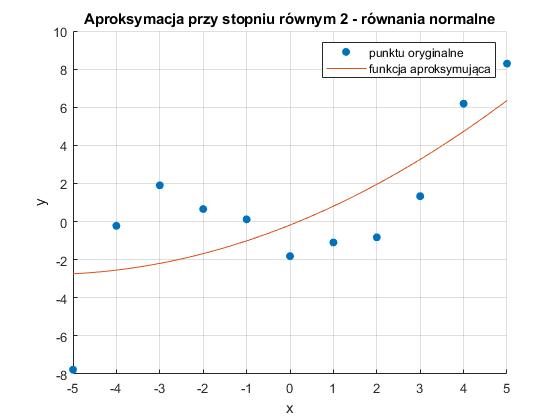 Aproksymacja przy stopniu równym 2 - równania normalne
punktu oryginalne
funkcja aproksymująca
10
8
6
4
2
0
-2
-4
-6
-8
y
-5 -4 -3 -2 -1 0 1 2 3 4 5
x